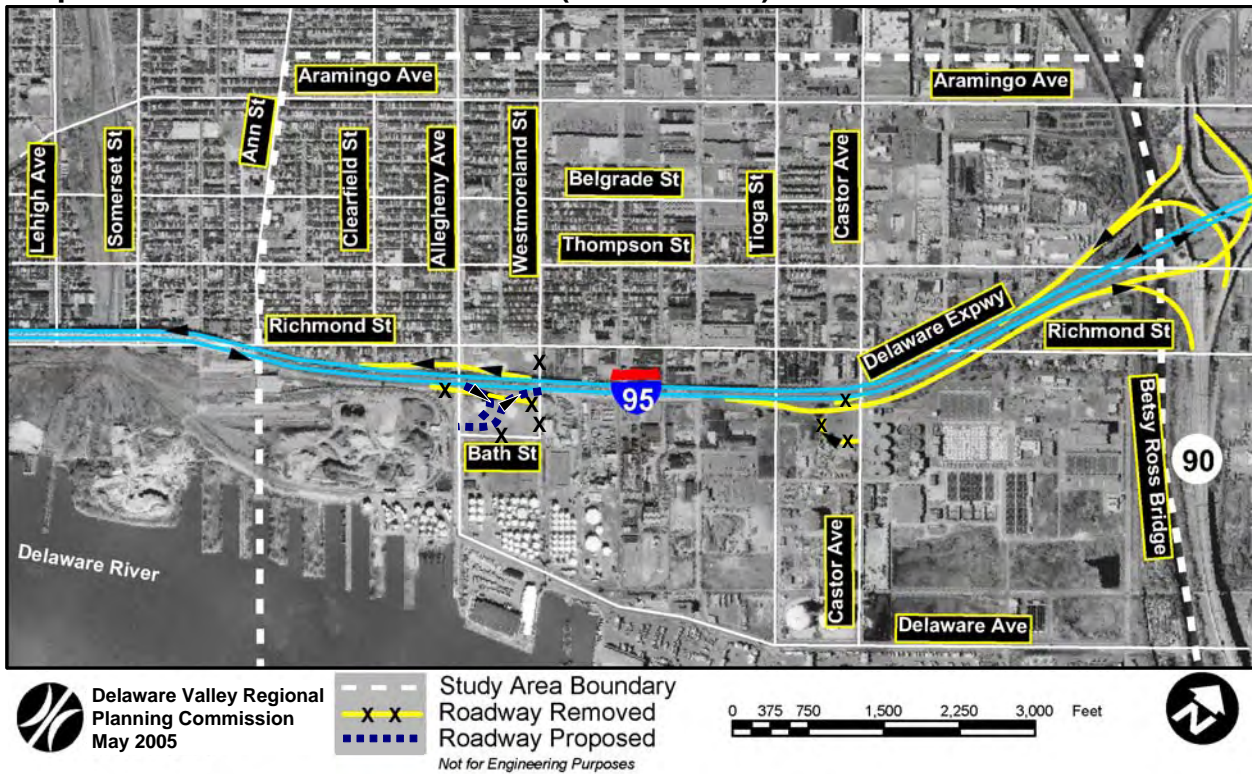 Aramingo Ave
Aramingo Ave
Ann St
Lehigh Ave
Somerset St
Clearfield St
Allegheny Ave
Westmoreland St
Belgrade St
Tioga St
Castor Ave
Thompson St
Delaware Expwy
Richmond St
Richmond St
95
Bath St
Betsy Ross Bridge
90
Delaware River
Castor Ave
Delaware Ave
Delaware Valley Regional
Planning Commission
May 2005
Study Area Boundary
X X Roadway Removed
Roadway Proposed
Not for Engineering Purposes
0 375 750 1,500 2,250 3,000 Feet
N